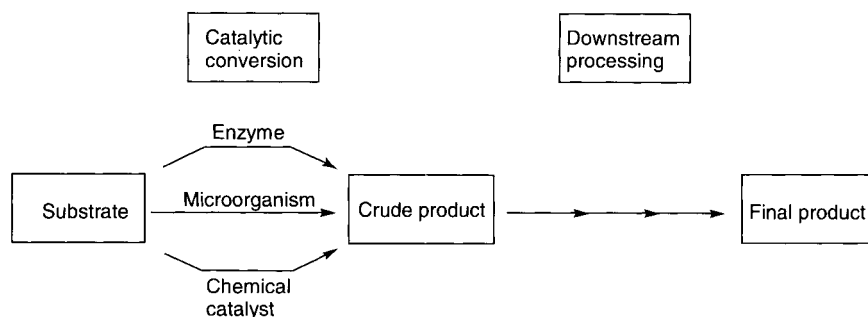 Catalytic
conversion
Downstream
processing
Enzyme
Substrate
Microorganism
Crude product
Final product
Chemical
catalyst